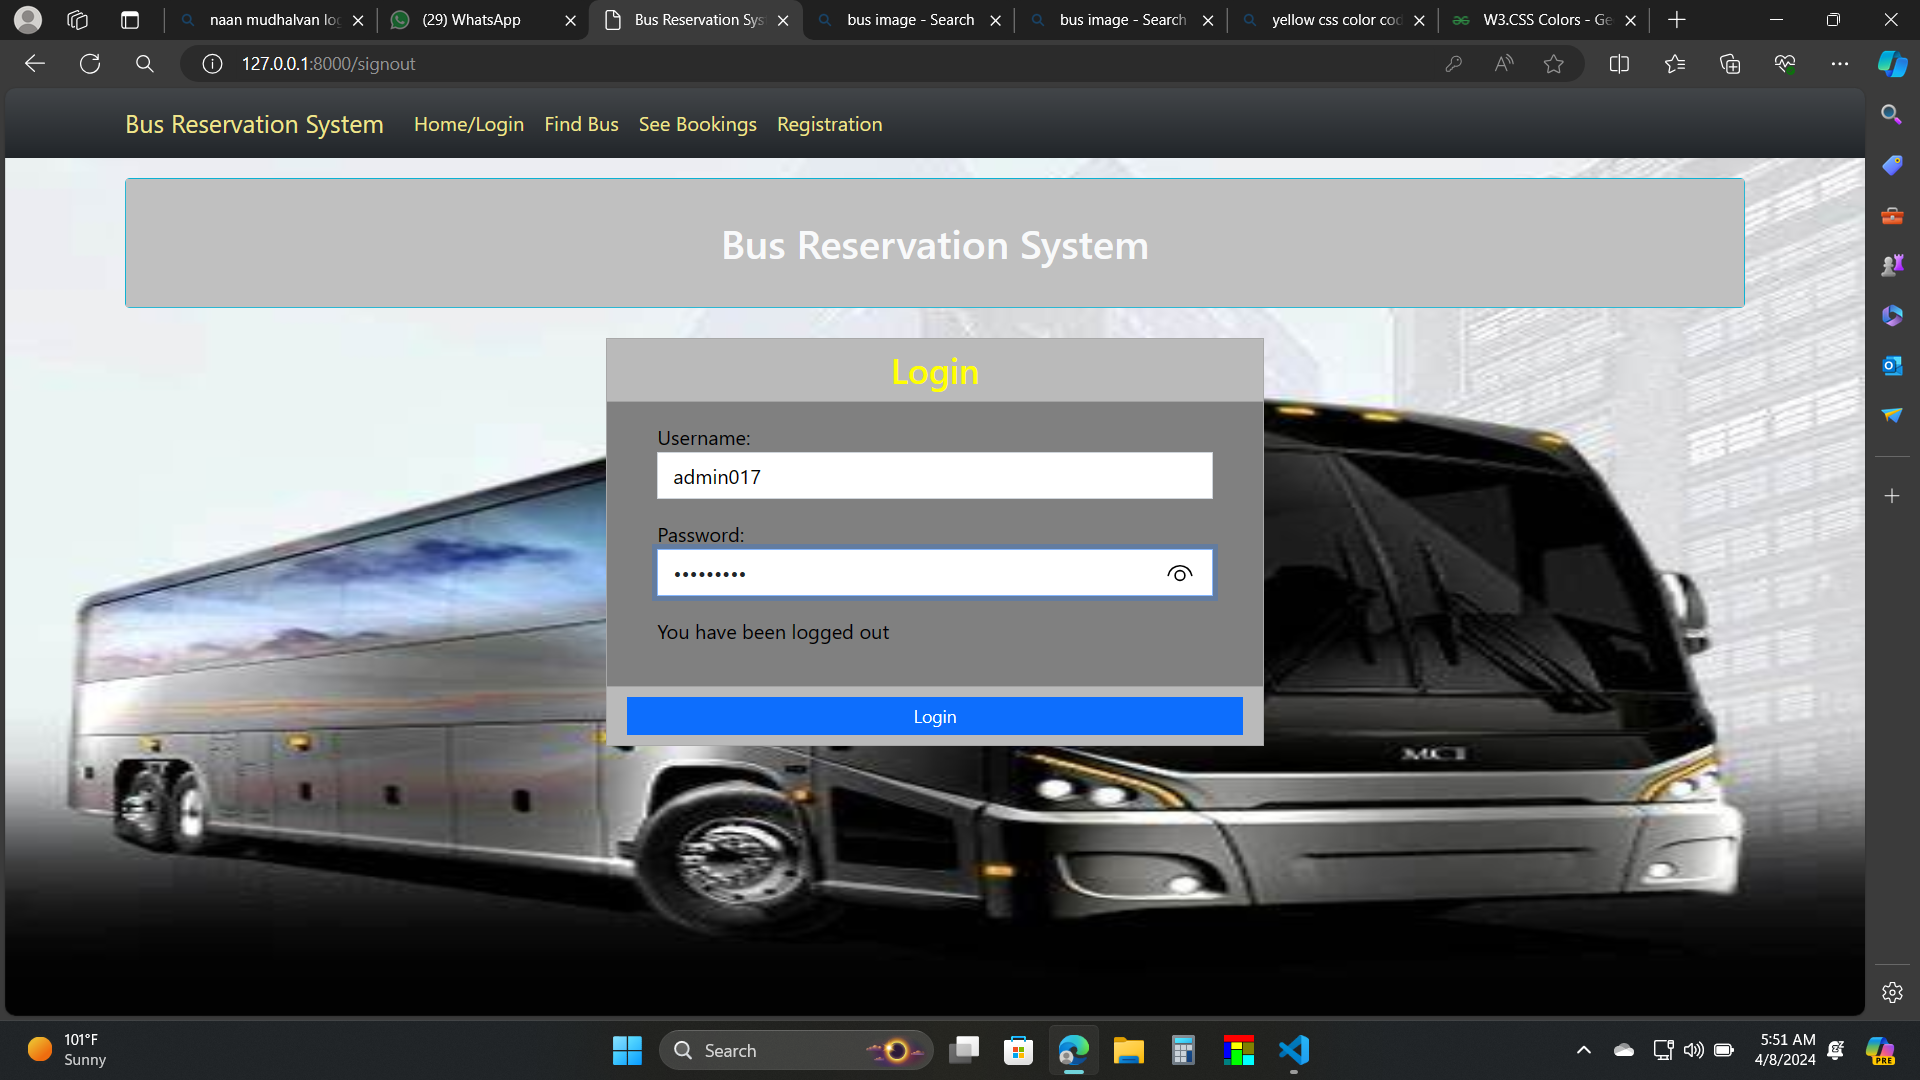 naan mudhalvan lo
(29) WhatsApp
Bus Reservation Sys
bus image - Search
bus image - Search
yellow css color cod
W3.CSS Colors - Ge
127.0.0.1:8000/signout
Bus Reservation System
Home/Login
Find Bus
See Bookings
Registration
Bus Reservation System
Login
Username:
admin017
Password:
•••••••••
You have been logged out
Login
MCI
101°F
Sunny
Search
5:51 AM
4/8/2024
PRE